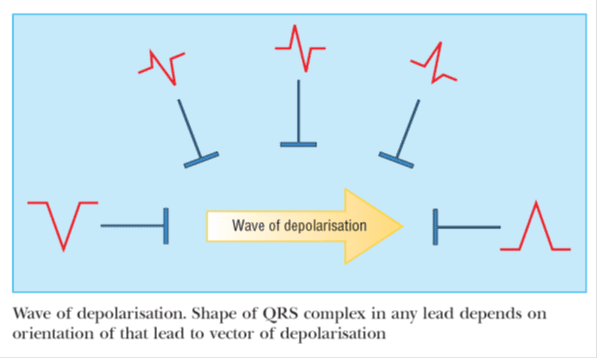 Wave of depolarisation
Wave of depolarisation. Shape of QRS complex in any lead depends on
orientation of that lead to vector of depolarisation